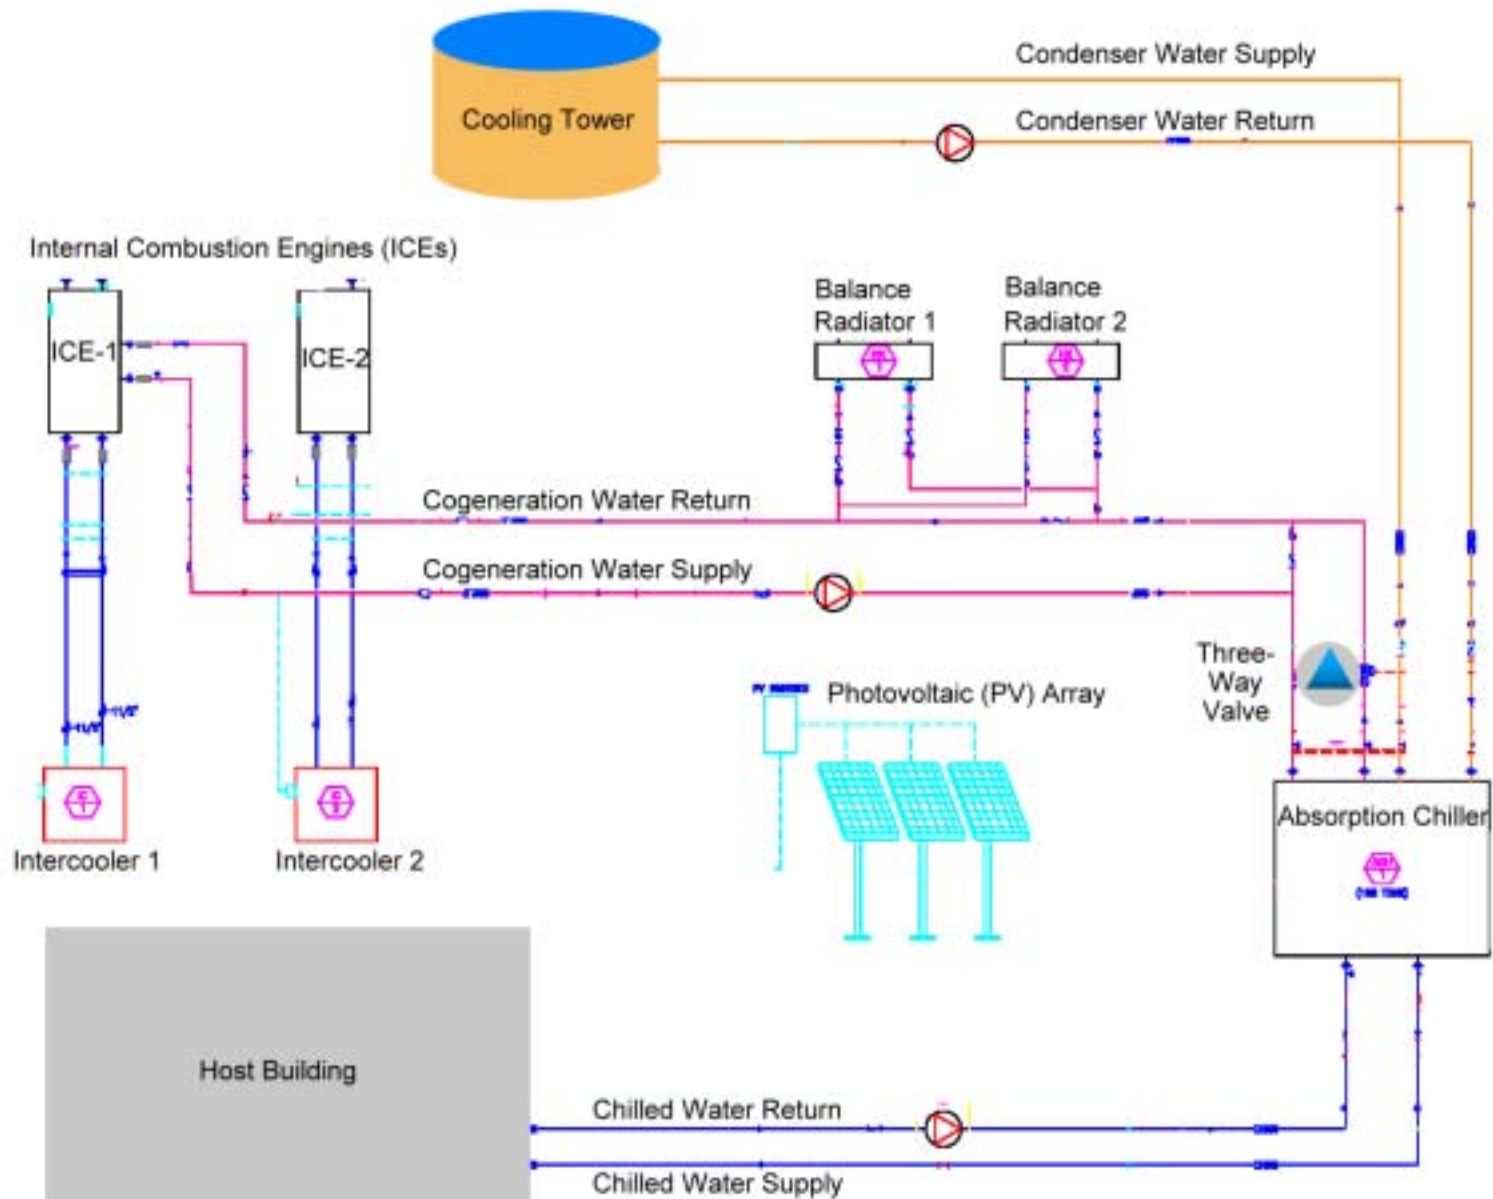 Condenser Water Supply
Cooling Tower
Condenser Water Return
Internal Combustion Engines (ICEs)
Balance
Radiator 1
Balance
Radiator 2
ICE-1
ICE-2
Cogeneration Water Return
Cogeneration Water Supply
Three-
Way
Valve
Photovoltaic (PV) Array
Absorption Chiller
Intercooler 1
Intercooler 2
Host Building
Chilled Water Return
Chilled Water Supply